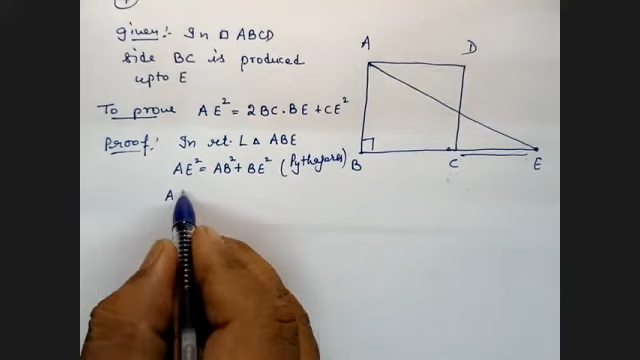 1
given:- In □ ABCD
side BC is produced
upto E
To prove AE² = 2BC·BE + CE²
Proof:- In rt. L △ ABE
AE² = AB² + BE² (Pythagoras)
A
A
D
B
C
E